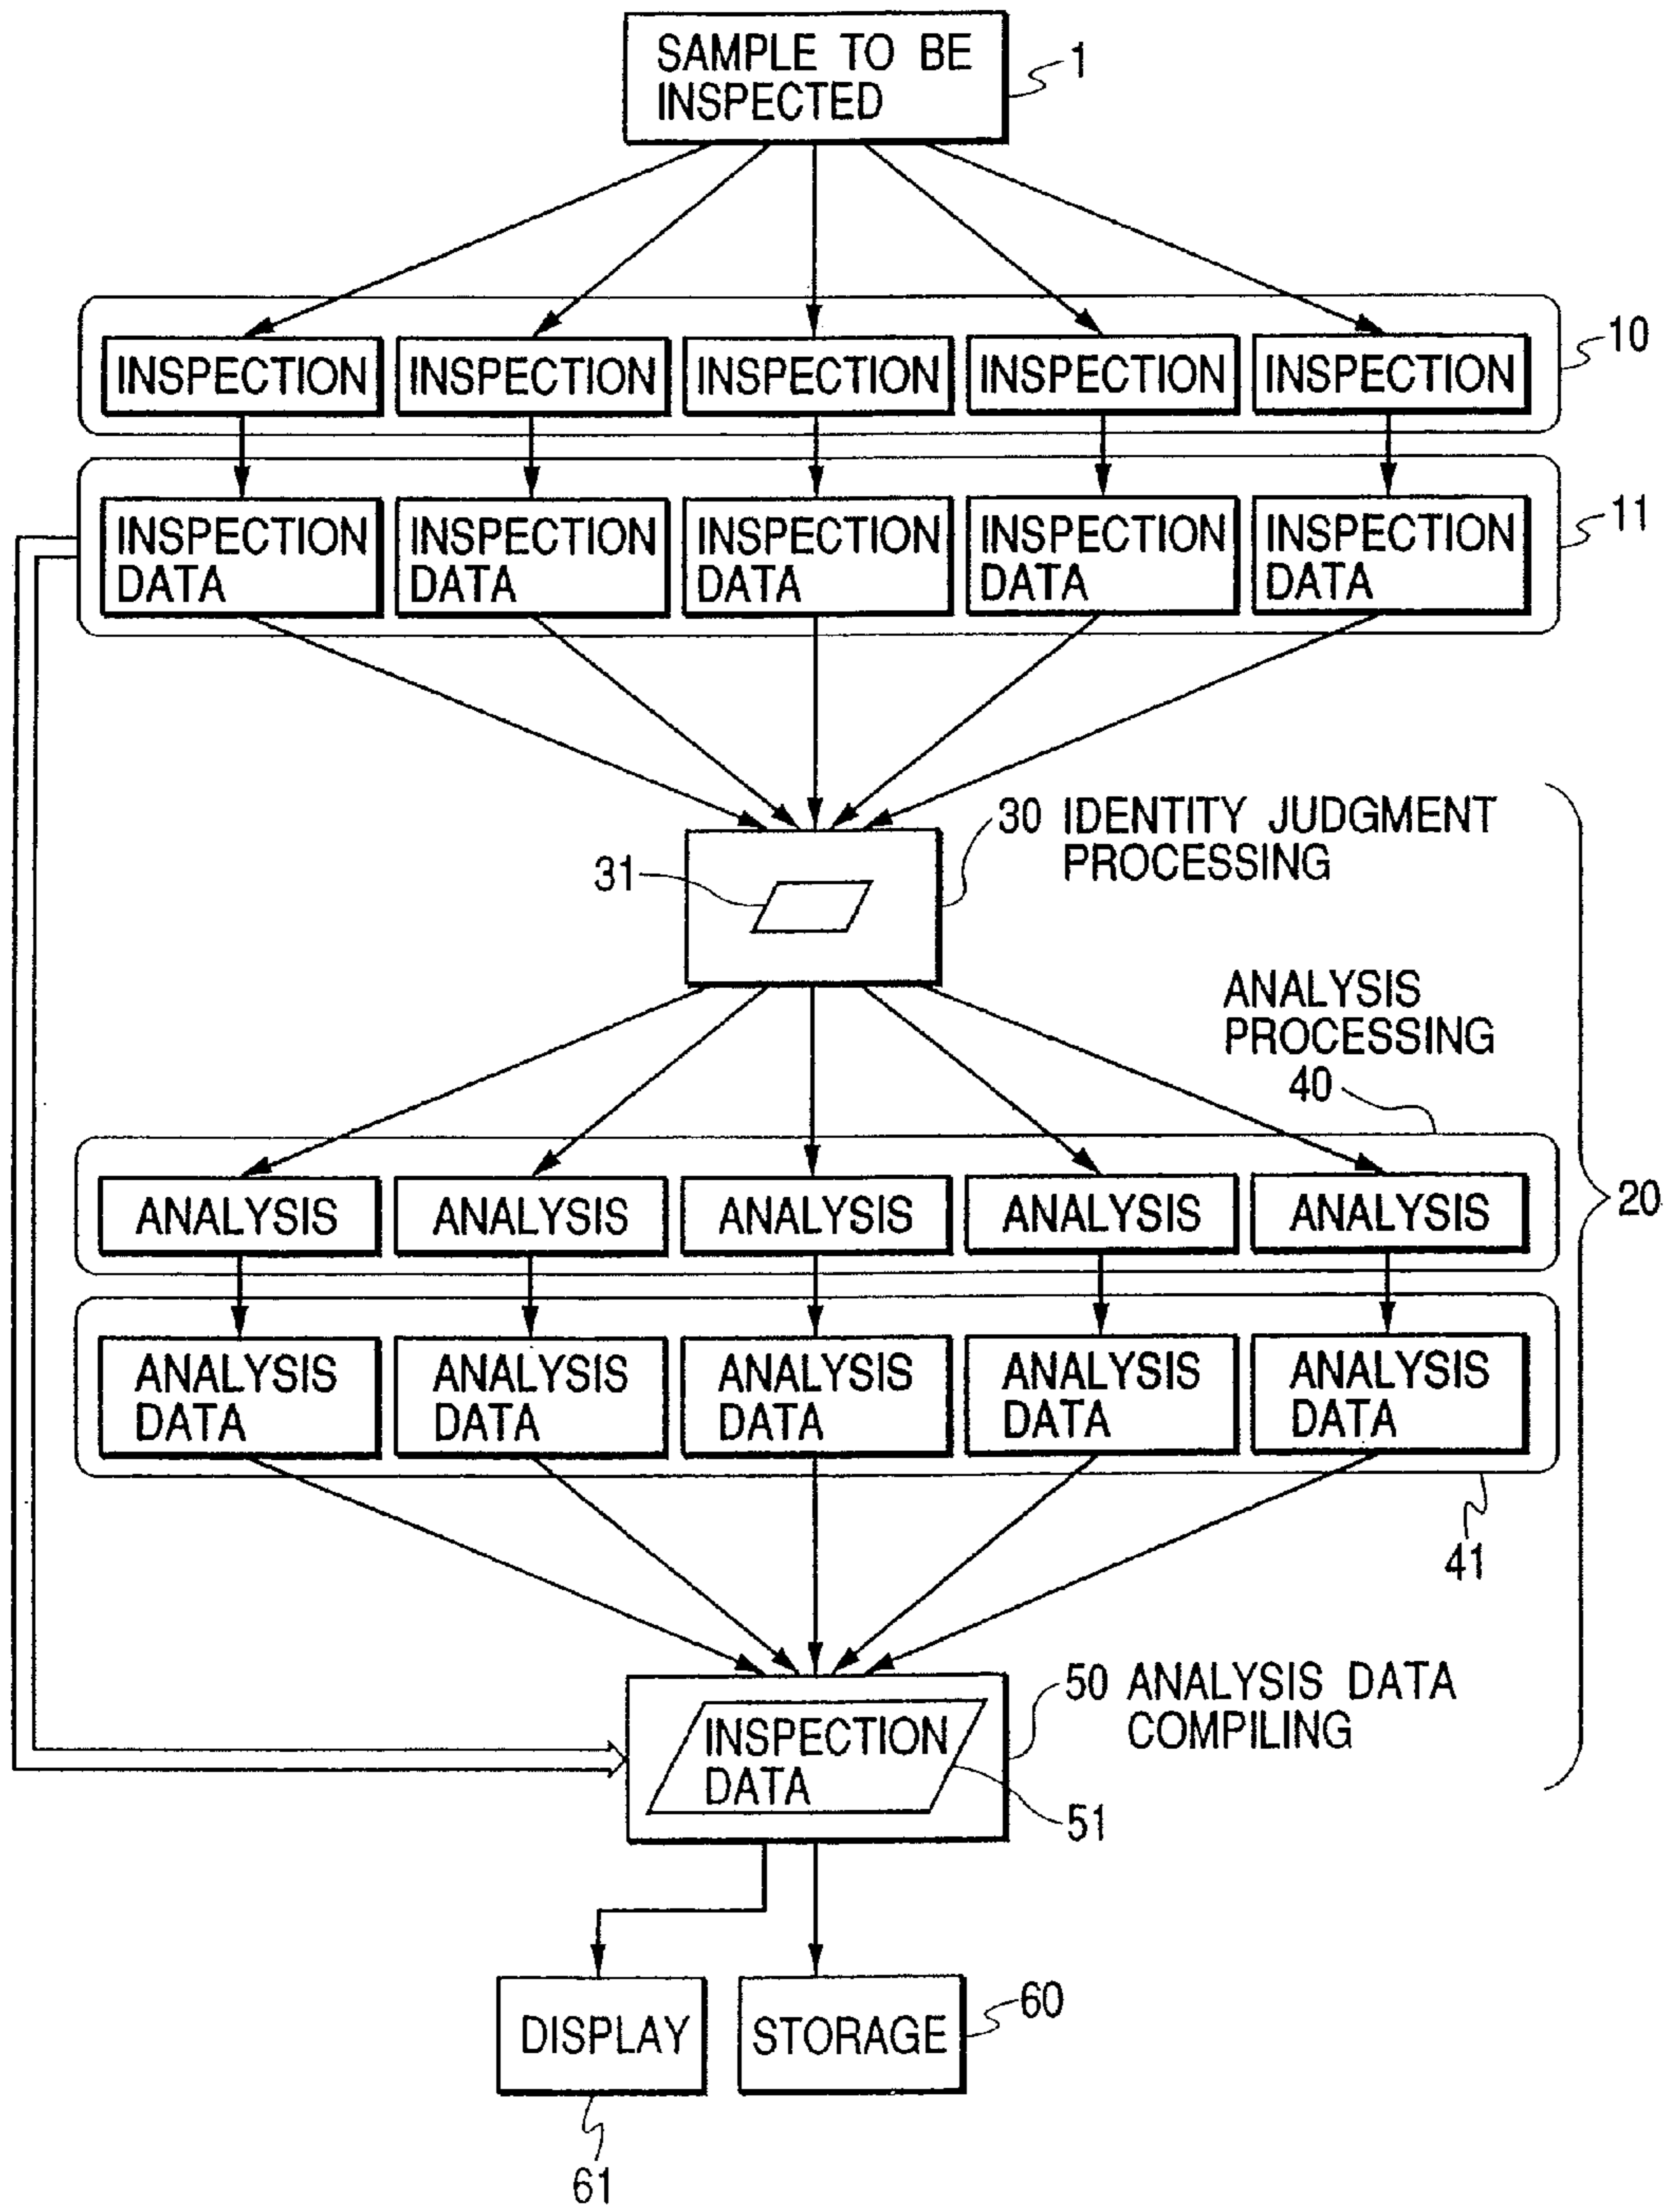 SAMPLE TO BE
INSPECTED
1
INSPECTION INSPECTION INSPECTION INSPECTION INSPECTION
10
INSPECTION DATA
INSPECTION DATA
INSPECTION DATA
INSPECTION DATA
INSPECTION DATA
11
30 IDENTITY JUDGMENT
PROCESSING
31
ANALYSIS
PROCESSING
40
ANALYSIS ANALYSIS ANALYSIS ANALYSIS ANALYSIS
20
ANALYSIS DATA
ANALYSIS DATA
ANALYSIS DATA
ANALYSIS DATA
ANALYSIS DATA
41
50 ANALYSIS DATA
COMPILING
INSPECTION
DATA
51
DISPLAY
STORAGE
60
61